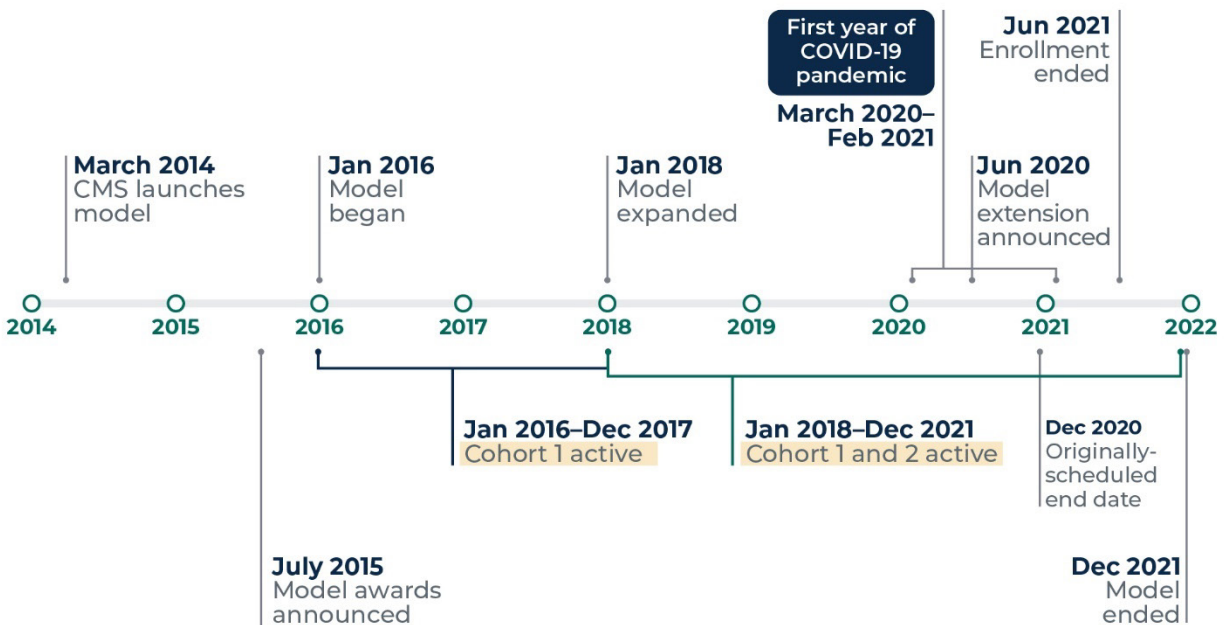 First year of
COVID-19
pandemic
March 2020–
Feb 2021
Jun 2021
Enrollment
ended
March 2014
CMS launches
model
Jan 2016
Model
began
Jan 2018
Model
expanded
Jun 2020
Model
extension
announced
2014
2015
2016
2017
2018
2019
2020
2021
2022
Jan 2016–Dec 2017
Cohort 1 active
Jan 2018–Dec 2021
Cohort 1 and 2 active
Dec 2020
Originally-
scheduled
end date
July 2015
Model awards
announced
Dec 2021
Model
ended